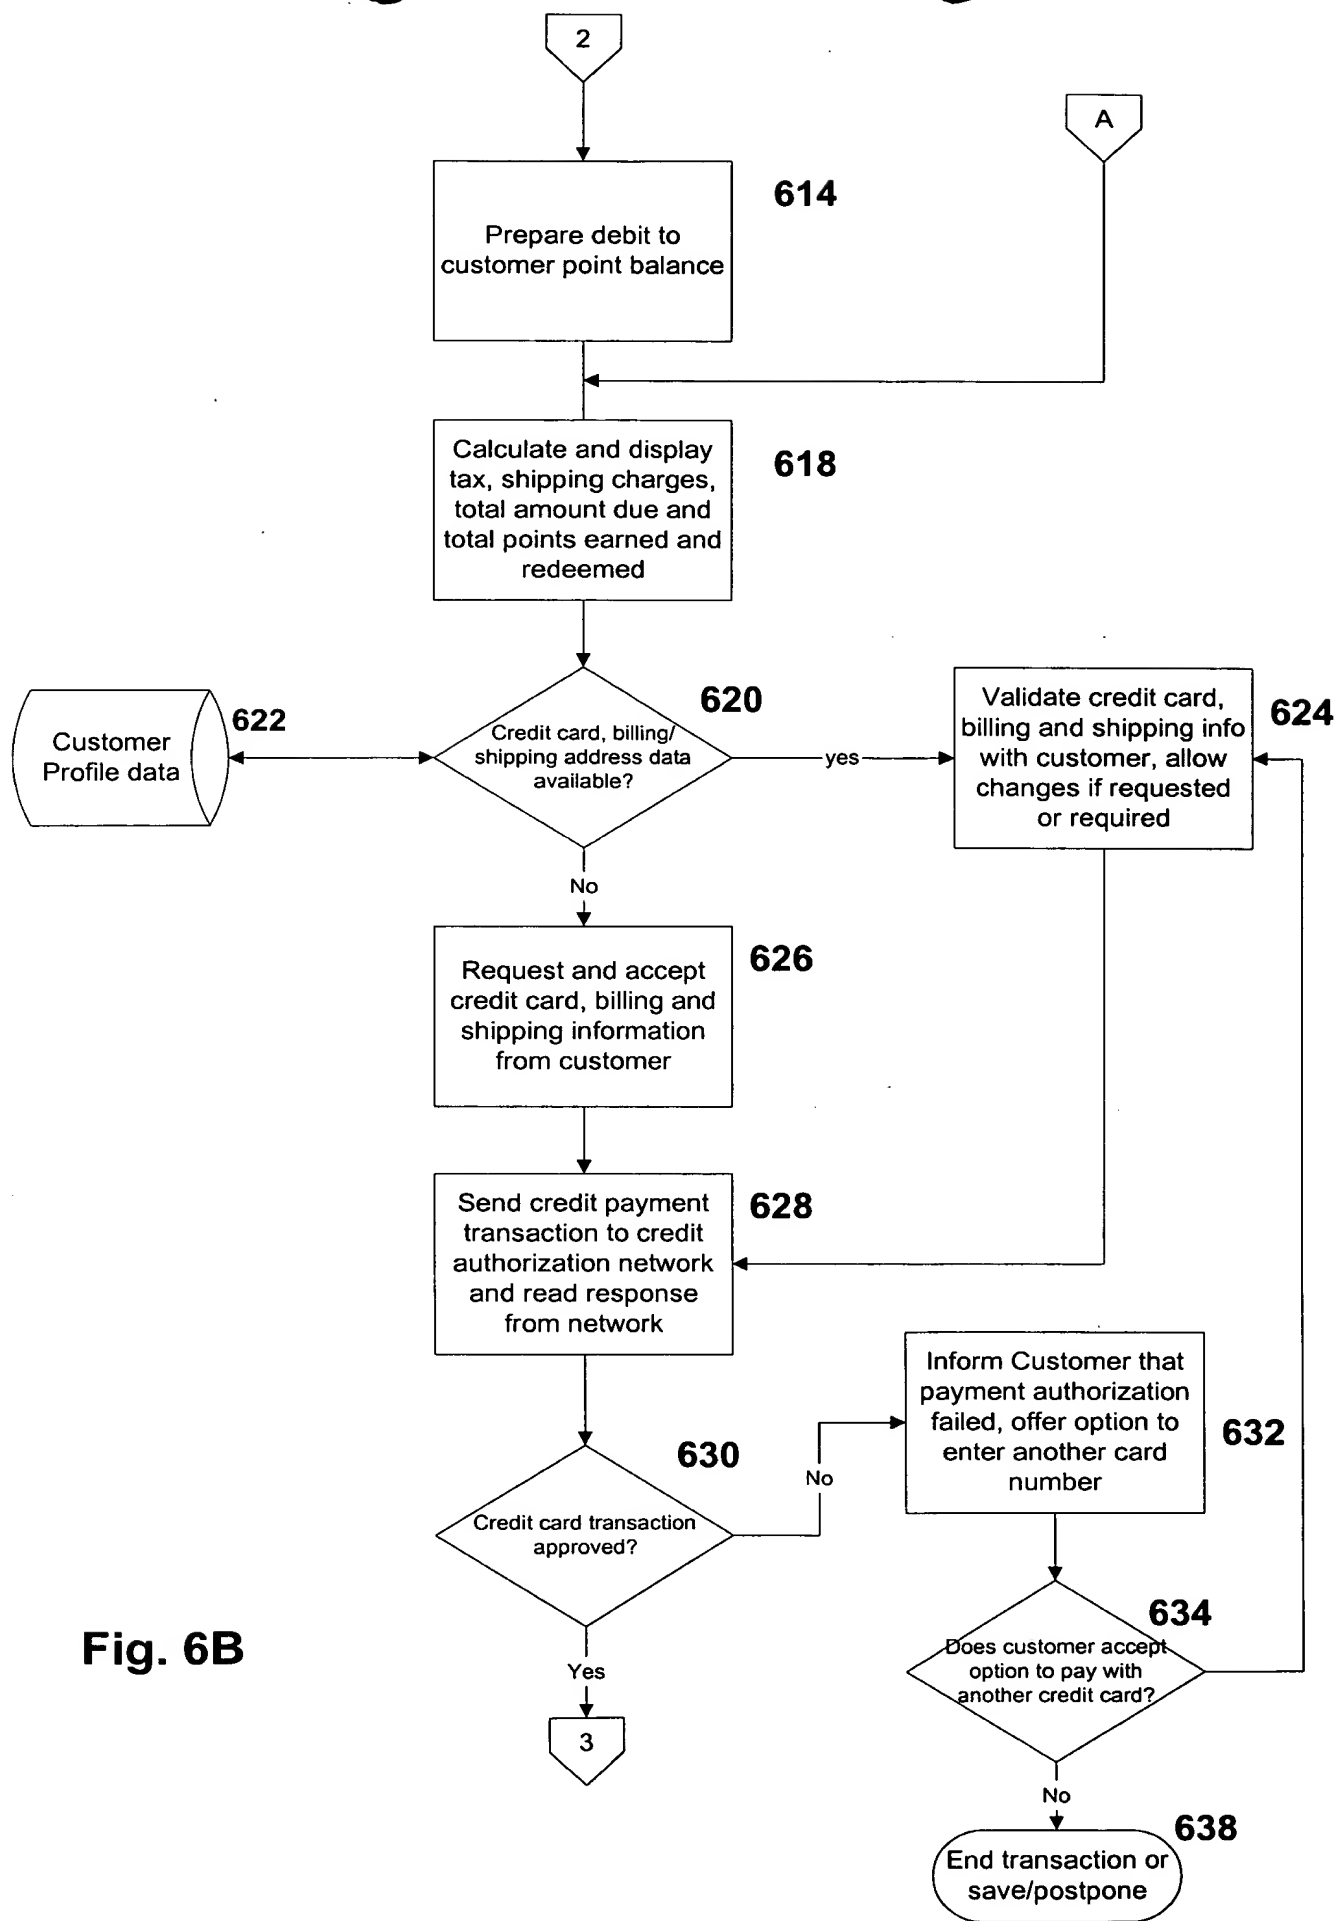 2
A
614
Prepare debit to
customer point balance
618
Calculate and display
tax, shipping charges,
total amount due and
total points earned and
redeemed
620
Credit card, billing/
shipping address data
available?
622
Customer
Profile data
yes
624
Validate credit card,
billing and shipping info
with customer, allow
changes if requested
or required
No
626
Request and accept
credit card, billing and
shipping information
from customer
628
Send credit payment
transaction to credit
authorization network
and read response
from network
630
Credit card transaction
approved?
No
632
Inform Customer that
payment authorization
failed, offer option to
enter another card
number
634
Does customer accept
option to pay with
another credit card?
Yes
3
No
638
End transaction or
save/postpone
Fig. 6B